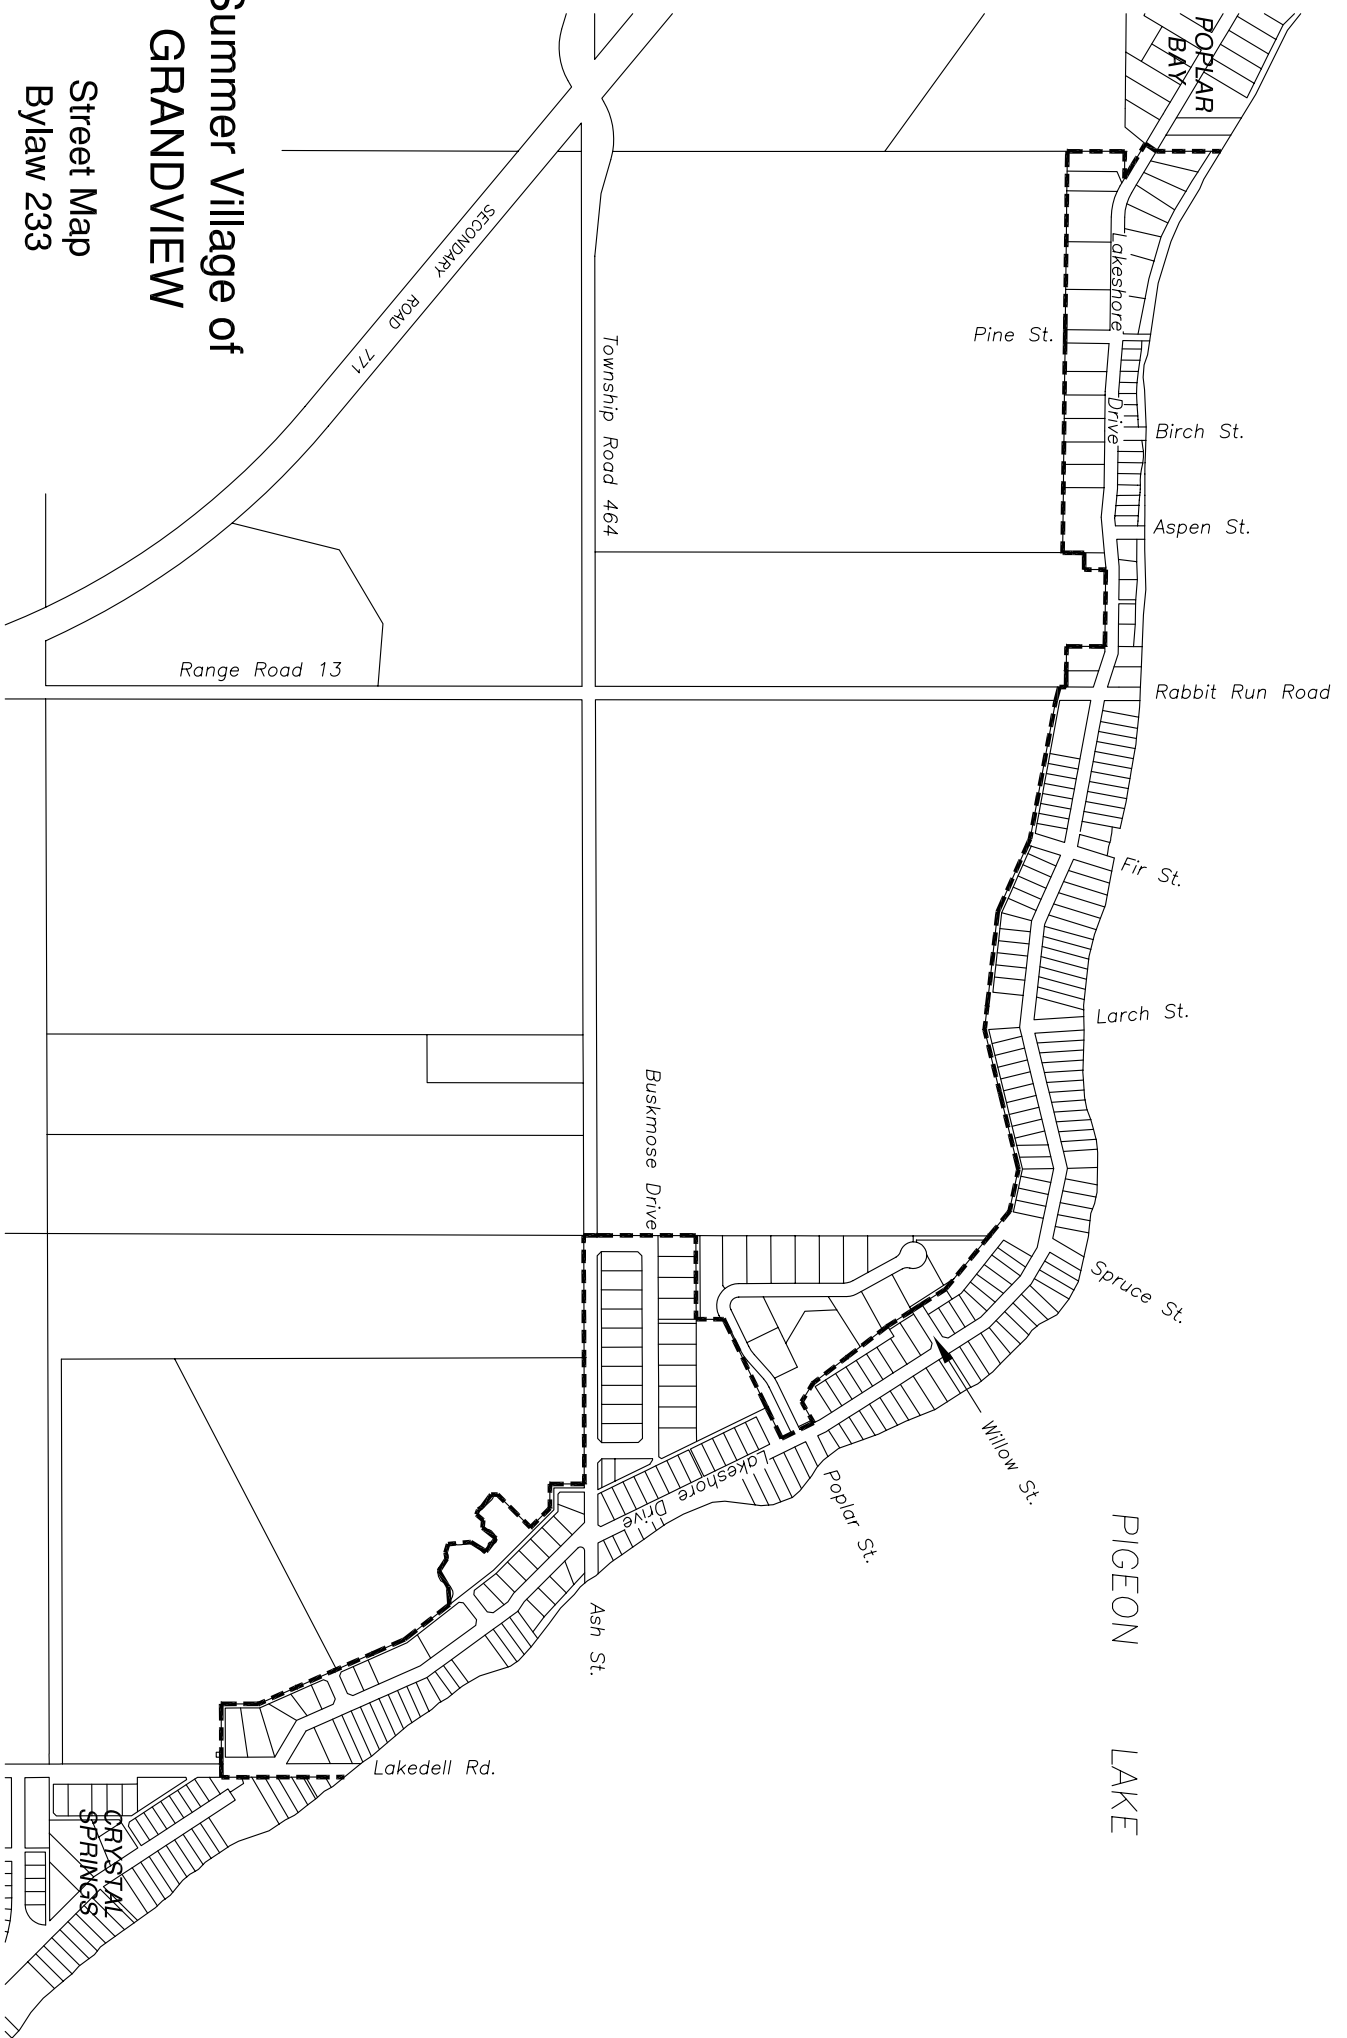 Summer Village of
GRANDVIEW
Street Map
Bylaw 233
POPLAR
BAY
SECONDARY ROAD 771
Township Road 464
Range Road 13
Lakeshore Drive
Pine St.
Birch St.
Aspen St.
Rabbit Run Road
Fir St.
Larch St.
Buskmose Drive
Spruce St.
Willow St.
Poplar St.
Lakeshore Drive
Ash St.
Lakedell Rd.
PIGEON LAKE
CRYSTAL
SPRINGS